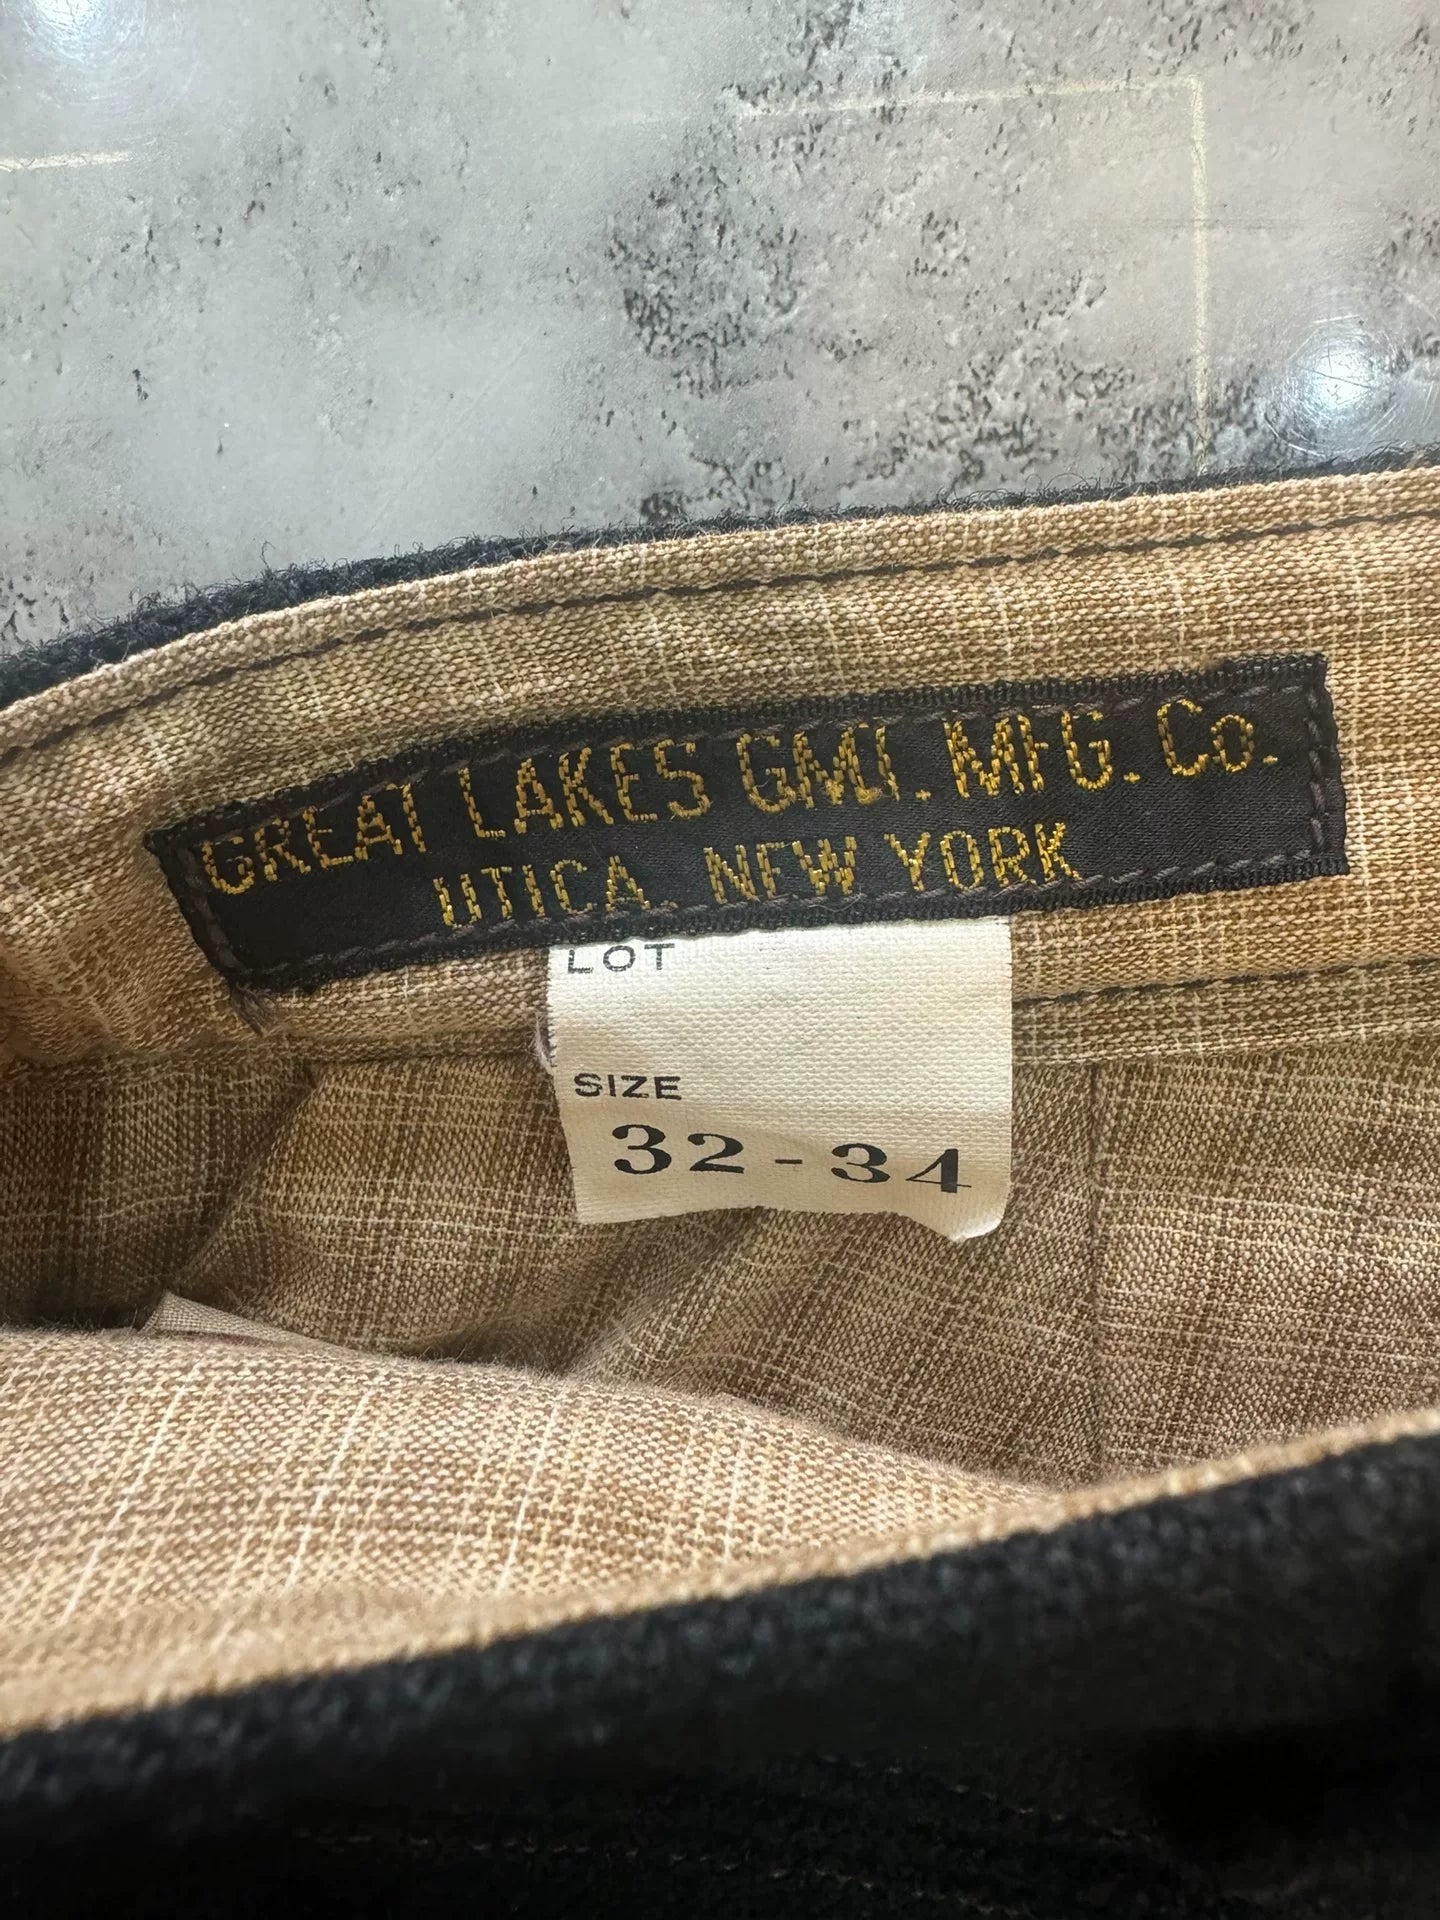 GREAT LAKES GMT. MFG. Co.
UTICA. NEW YORK
LOT
SIZE
32-34